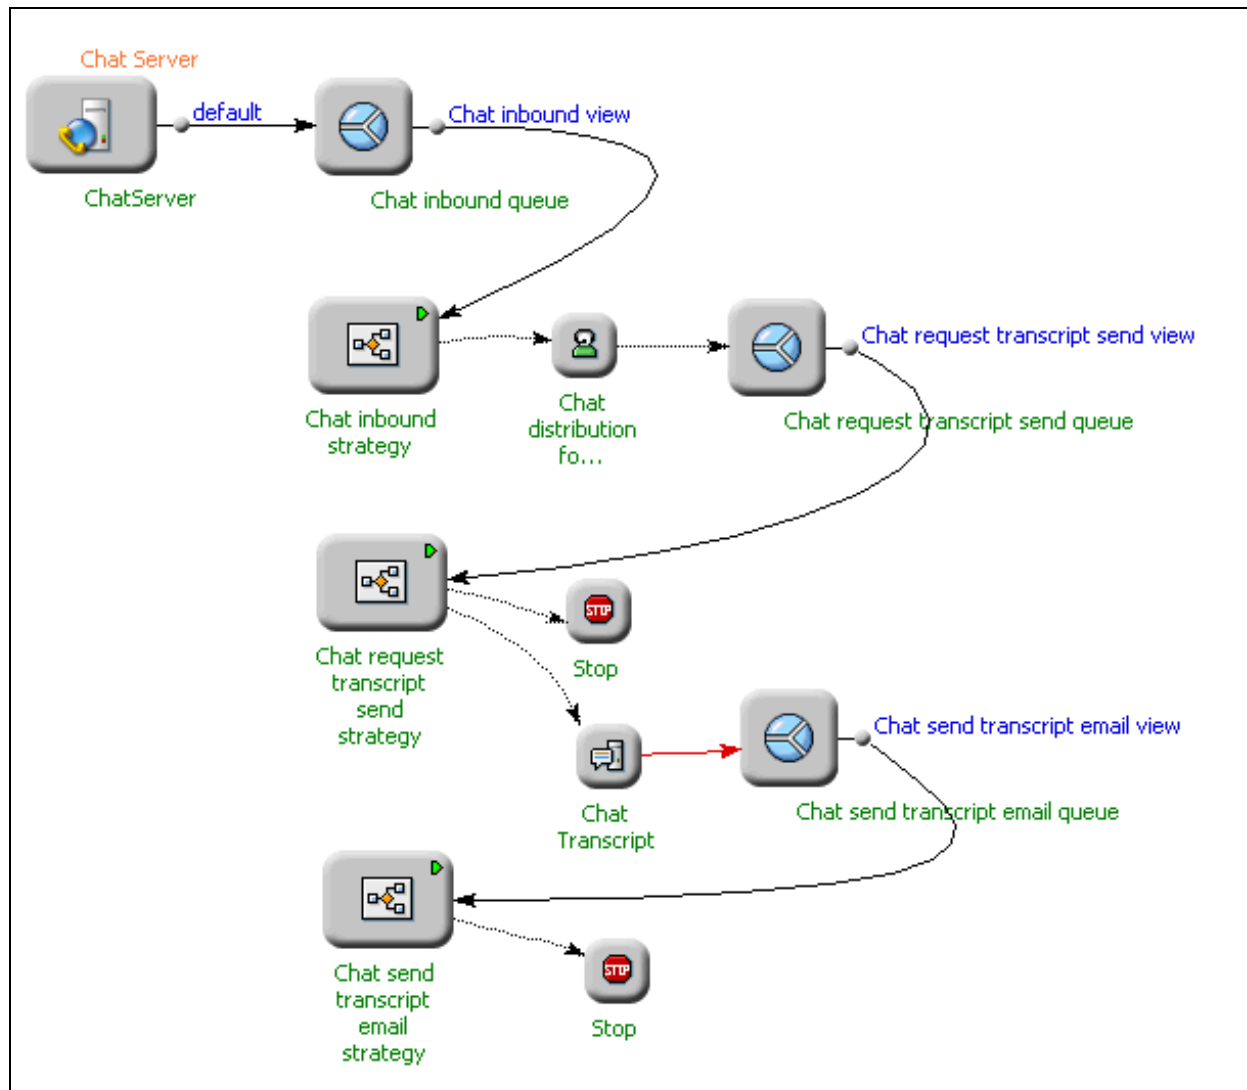 Chat Server
default
Chat inbound view
ChatServer
Chat inbound queue
Chat request transcript send view
Chat inbound
strategy
Chat
distribution
fo...
Chat request transcript send queue
STOP
Chat request
transcript
send
strategy
Stop
Chat send transcript email view
Chat
Transcript
Chat send transcript email queue
STOP
Chat send
transcript
email
strategy
Stop